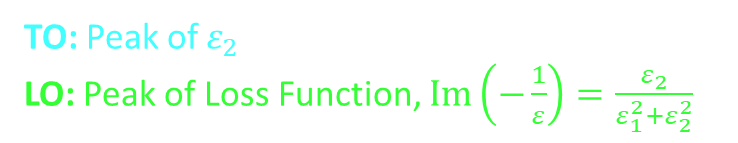 TO: Peak of ε₂
LO: Peak of Loss Function, Im(−1/ε) = ε₂/(ε₁²+ε₂²)